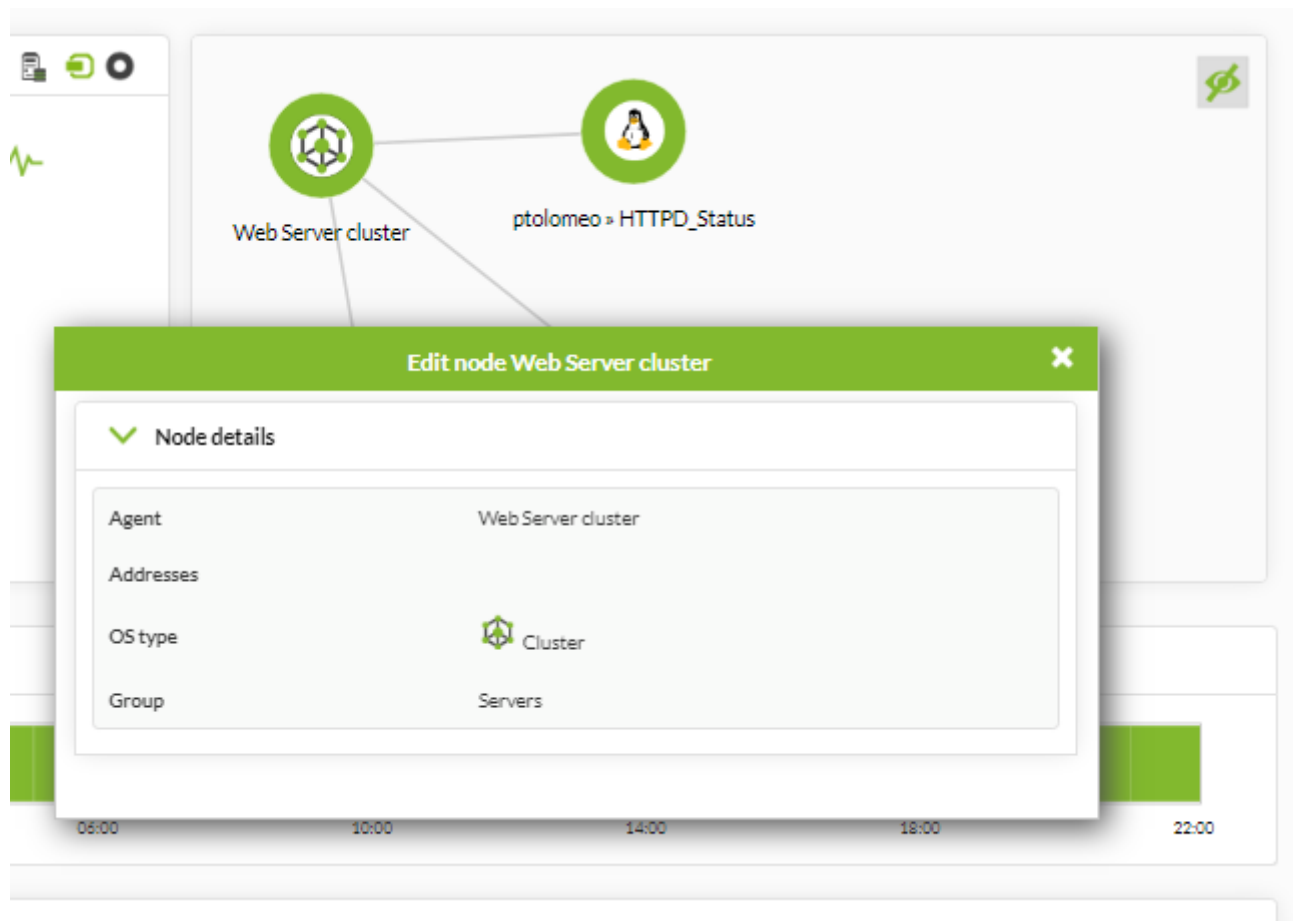 ptolomeo » HTTPD_Status
Web Server cluster
Edit node Web Server cluster
Node details
Agent Web Server cluster
Addresses
OS type Cluster
Group Servers
06:00 10:00 14:00 18:00 22:00